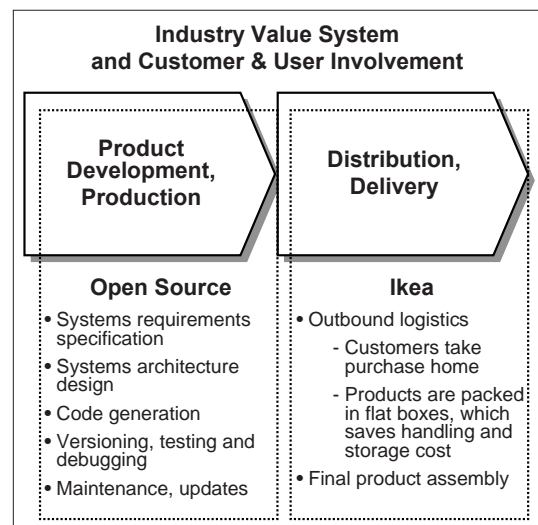 Industry Value System
and Customer & User Involvement
Product
Development,
Production
Distribution,
Delivery
Open Source
• Systems requirements
specification
• Systems architecture
design
• Code generation
• Versioning, testing and
debugging
• Maintenance, updates
Ikea
• Outbound logistics
- Customers take
purchase home
- Products are packed
in flat boxes, which
saves handling and
storage cost
• Final product assembly